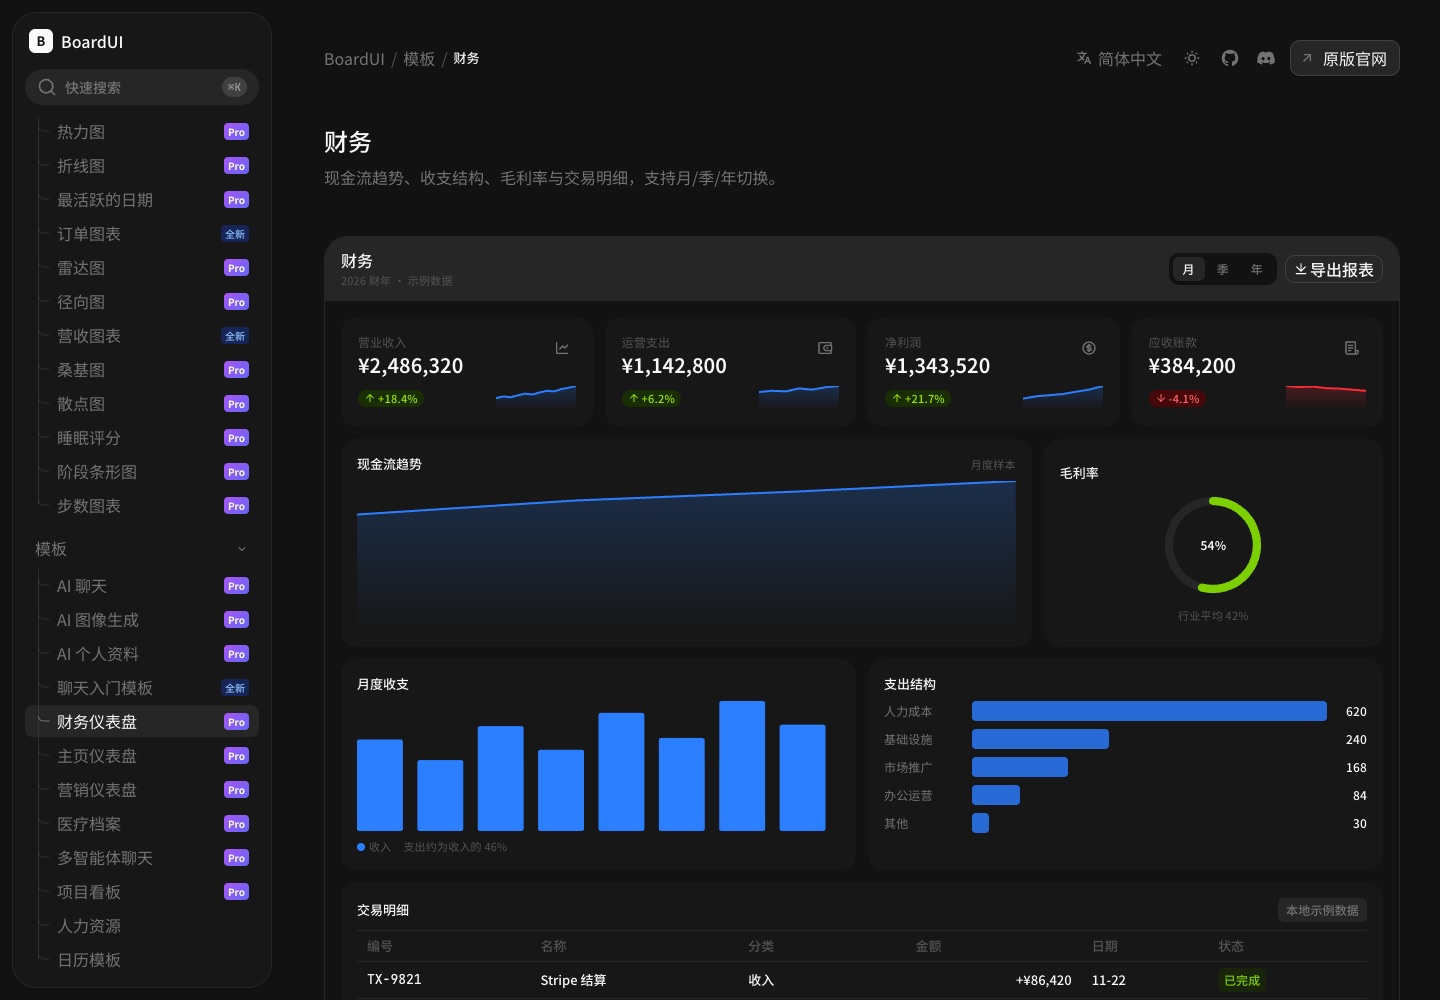 B BoardUI
快速搜索 ⌘K
热力图 Pro
折线图 Pro
最活跃的日期 Pro
订单图表 全新
雷达图 Pro
径向图 Pro
营收图表 全新
桑基图 Pro
散点图 Pro
睡眠评分 Pro
阶段条形图 Pro
步数图表 Pro
模板
AI 聊天 Pro
AI 图像生成 Pro
AI 个人资料 Pro
聊天入门模板 全新
财务仪表盘 Pro
主页仪表盘 Pro
营销仪表盘 Pro
医疗档案 Pro
多智能体聊天 Pro
项目看板 Pro
人力资源
日历模板
BoardUI / 模板 / 财务
简体中文 原版官网
财务
现金流趋势、收支结构、毛利率与交易明细，支持月/季/年切换。
财务
2026 财年 · 示例数据
月 季 年 导出报表
营业收入
¥2,486,320
+18.4%
运营支出
¥1,142,800
+6.2%
净利润
¥1,343,520
+21.7%
应收账款
¥384,200
-4.1%
现金流趋势 月度样本
毛利率
54%
行业平均 42%
月度收支
收入 支出约为收入的 46%
支出结构
人力成本 620
基础设施 240
市场推广 168
办公运营 84
其他 30
交易明细 本地示例数据
编号 名称 分类 金额 日期 状态
TX-9821 Stripe 结算 收入 +¥86,420 11-22 已完成